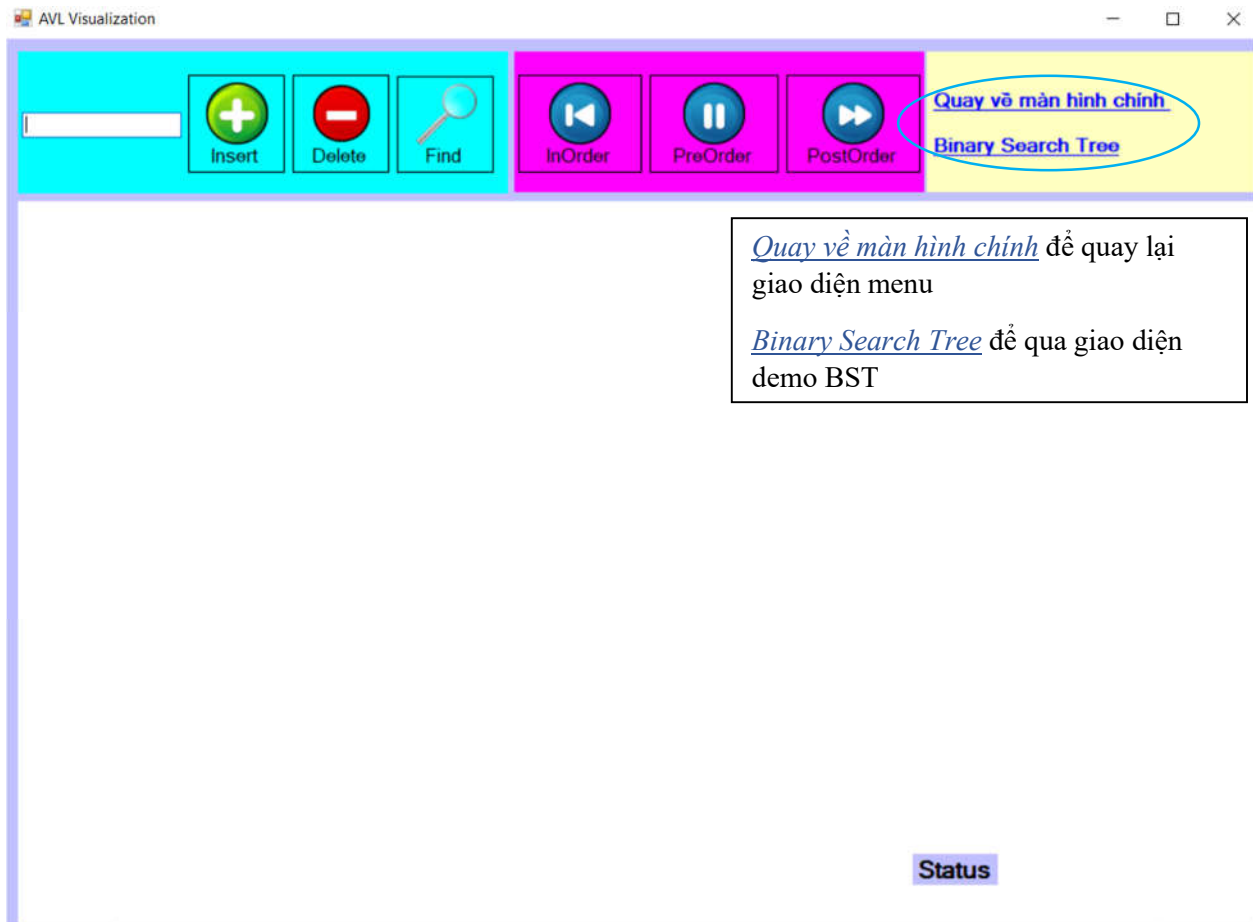 AVL Visualization
Insert
Delete
Find
InOrder
PreOrder
PostOrder
Quay về màn hình chính
Binary Search Tree
Quay về màn hình chính để quay lại
giao diện menu
Binary Search Tree để qua giao diện
demo BST
Status